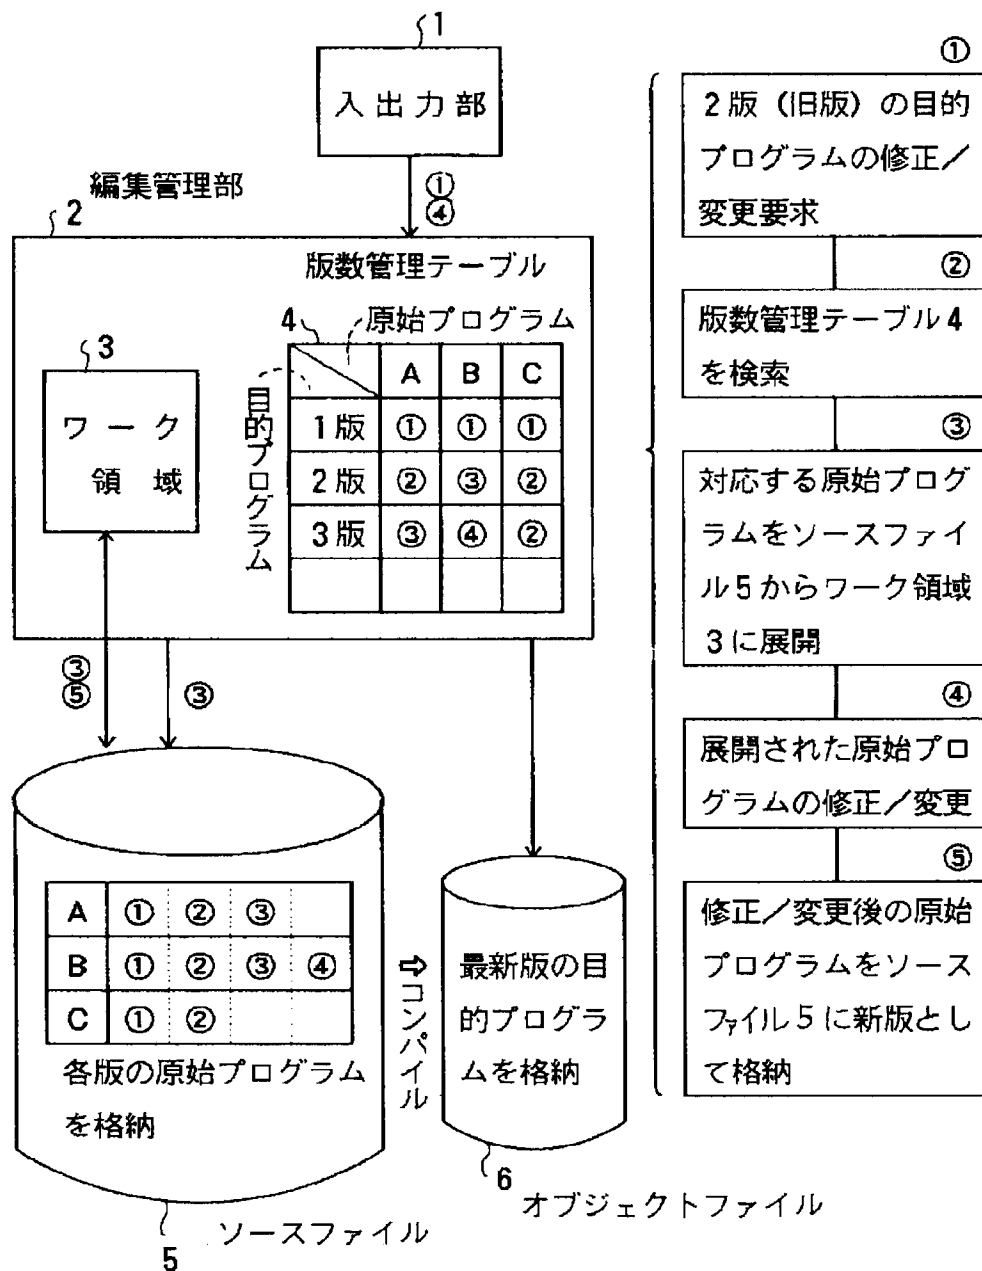 1
入出力部
①
④
編集管理部
2
版数管理テーブル
4
原始プログラム
目的プログラム
A B C
1版 ① ① ①
2版 ② ③ ②
3版 ③ ④ ②
3
ワーク
領域
③
⑤
③
A ① ② ③
B ① ② ③ ④
C ① ②
各版の原始プログラム
を格納
⇨コンパイル
最新版の目
的プログラ
ムを格納
5
ソースファイル
6
オブジェクトファイル
①
2版（旧版）の目的
プログラムの修正／
変更要求
②
版数管理テーブル4
を検索
③
対応する原始プログ
ラムをソースファイ
ル5からワーク領域
3に展開
④
展開された原始プロ
グラムの修正／変更
⑤
修正／変更後の原始
プログラムをソース
ファイル5に新版とし
て格納